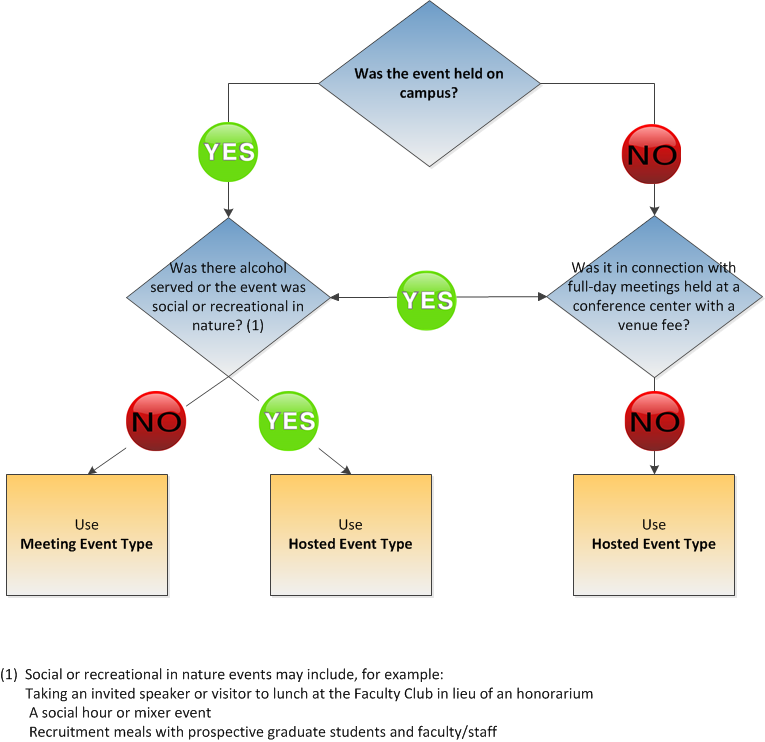 Was the event held on
campus?
YES
NO
Was there alcohol
served or the event was
social or recreational in
nature? (1)
YES
Was it in connection with
full-day meetings held at a
conference center with a
venue fee?
NO
YES
NO
Use
Meeting Event Type
Use
Hosted Event Type
Use
Hosted Event Type
(1) Social or recreational in nature events may include, for example:
Taking an invited speaker or visitor to lunch at the Faculty Club in lieu of an honorarium
A social hour or mixer event
Recruitment meals with prospective graduate students and faculty/staff